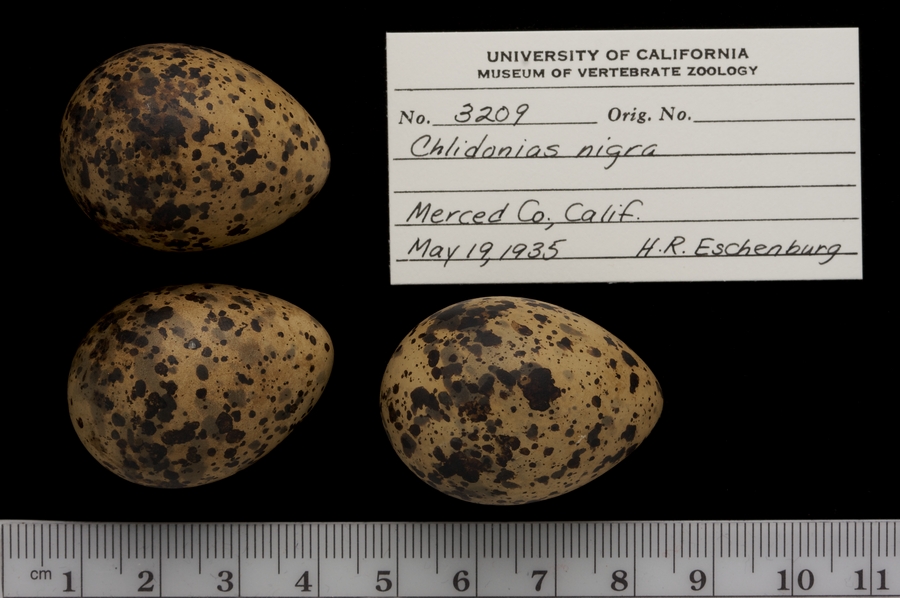 UNIVERSITY OF CALIFORNIA
MUSEUM OF VERTEBRATE ZOOLOGY
No. 3209 Orig. No.
Chlidonias nigra
Merced Co., Calif.
May 19, 1935 H.R. Eschenburg
cm 1 2 3 4 5 6 7 8 9 10 11